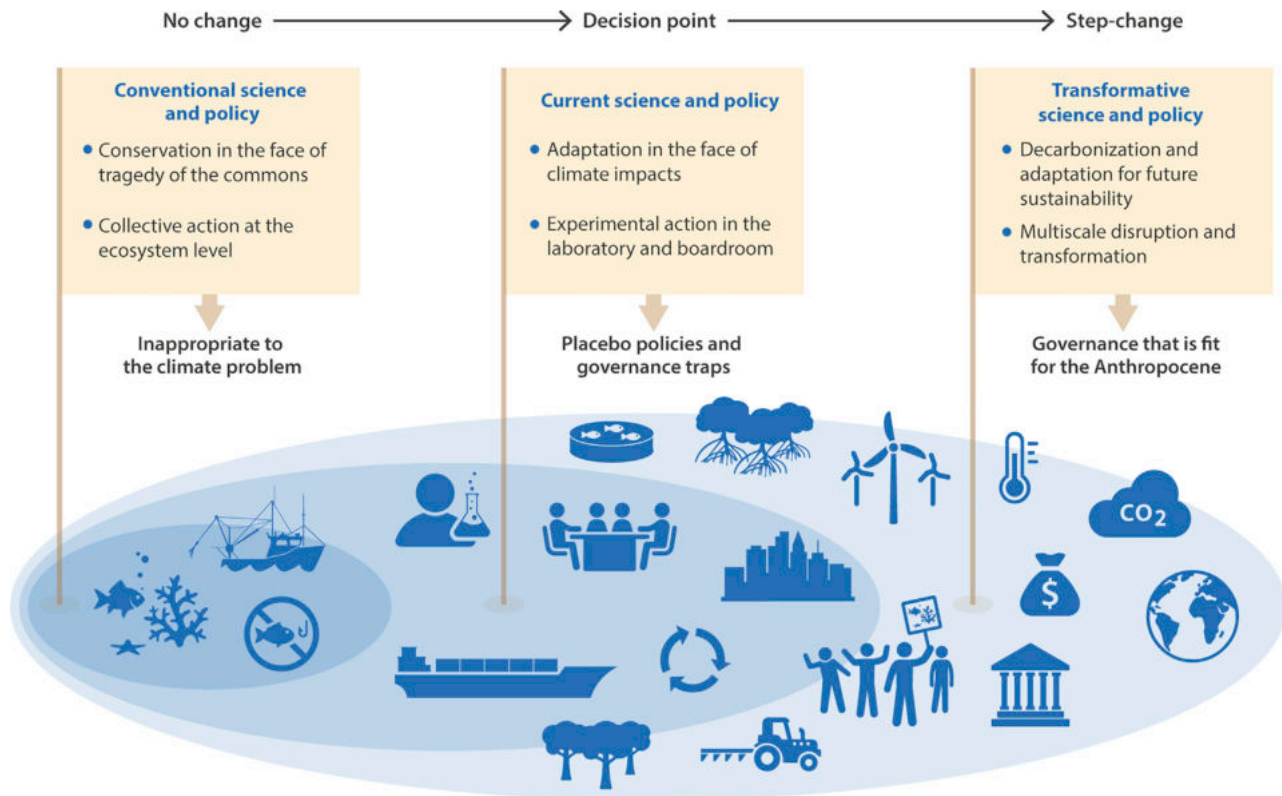 No change
Decision point
Step-change
Conventional science
and policy
● Conservation in the face of
tragedy of the commons
● Collective action at the
ecosystem level
Inappropriate to
the climate problem
Current science and policy
● Adaptation in the face of
climate impacts
● Experimental action in the
laboratory and boardroom
Placebo policies and
governance traps
Transformative
science and policy
● Decarbonization and
adaptation for future
sustainability
● Multiscale disruption and
transformation
Governance that is fit
for the Anthropocene
CO2
$